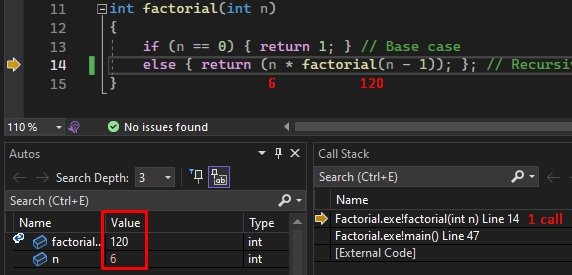 11 int factorial(int n)
12 {
13 if (n == 0) { return 1; } // Base case
14 else { return (n * factorial(n - 1)); }; // Recursiv
15 }
6 120
110 % No issues found
Autos
Search (Ctrl+E) Search Depth: 3
Name Value Type
factorial... 120 int
n 6 int
Call Stack
Search (Ctrl+E)
Name
Factorial.exe!factorial(int n) Line 14 1 call
Factorial.exe!main() Line 47
[External Code]